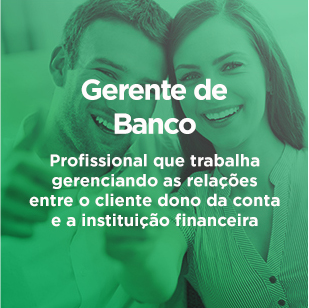 Gerente de
Banco
Profissional que trabalha
gerenciando as relações
entre o cliente dono da conta
e a instituição financeira